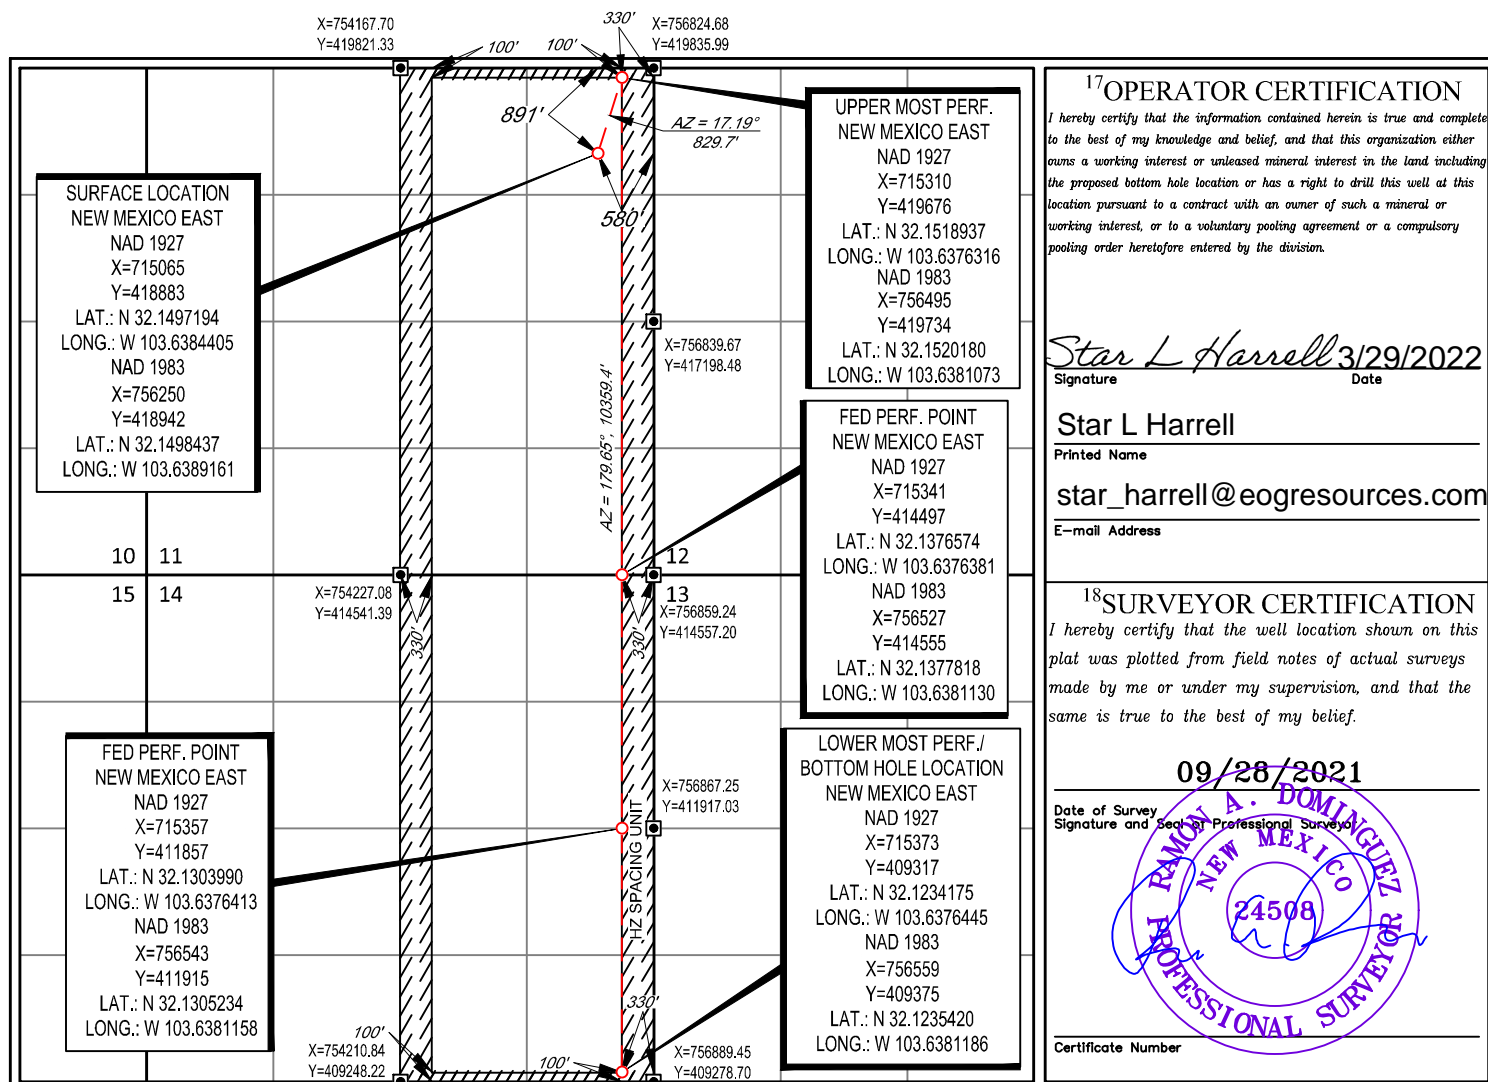 X=754167.70
Y=419821.33
330'
X=756824.68
Y=419835.99
100'
100'
891'
AZ = 17.19°
829.7'
580'
SURFACE LOCATION
NEW MEXICO EAST
NAD 1927
X=715065
Y=418883
LAT.: N 32.1497194
LONG.: W 103.6384405
NAD 1983
X=756250
Y=418942
LAT.: N 32.1498437
LONG.: W 103.6389161
UPPER MOST PERF.
NEW MEXICO EAST
NAD 1927
X=715310
Y=419676
LAT.: N 32.1518937
LONG.: W 103.6376316
NAD 1983
X=756495
Y=419734
LAT.: N 32.1520180
LONG.: W 103.6381073
X=756839.67
Y=417198.48
AZ = 179.65°, 10359.4'
FED PERF. POINT
NEW MEXICO EAST
NAD 1927
X=715341
Y=414497
LAT.: N 32.1376574
LONG.: W 103.6376381
NAD 1983
X=756527
Y=414555
LAT.: N 32.1377818
LONG.: W 103.6381130
10 11
12
15 14
13
X=754227.08
Y=414541.39
330'
330'
X=756859.24
Y=414557.20
FED PERF. POINT
NEW MEXICO EAST
NAD 1927
X=715357
Y=411857
LAT.: N 32.1303990
LONG.: W 103.6376413
NAD 1983
X=756543
Y=411915
LAT.: N 32.1305234
LONG.: W 103.6381158
X=756867.25
Y=411917.03
HZ SPACING UNIT
LOWER MOST PERF./
BOTTOM HOLE LOCATION
NEW MEXICO EAST
NAD 1927
X=715373
Y=409317
LAT.: N 32.1234175
LONG.: W 103.6376445
NAD 1983
X=756559
Y=409375
LAT.: N 32.1235420
LONG.: W 103.6381186
330'
100'
X=754210.84
Y=409248.22
100'
X=756889.45
Y=409278.70
17 OPERATOR CERTIFICATION
I hereby certify that the information contained herein is true and complete
to the best of my knowledge and belief, and that this organization either
owns a working interest or unleased mineral interest in the land including
the proposed bottom hole location or has a right to drill this well at this
location pursuant to a contract with an owner of such a mineral or
working interest, or to a voluntary pooling agreement or a compulsory
pooling order heretofore entered by the division.
Star L Harrell 3/29/2022
Signature Date
Star L Harrell
Printed Name
star_harrell@eogresources.com
E-mail Address
18 SURVEYOR CERTIFICATION
I hereby certify that the well location shown on this
plat was plotted from field notes of actual surveys
made by me or under my supervision, and that the
same is true to the best of my belief.
09/28/2021
Date of Survey
Signature and Seal of Professional Surveyor
RAMON A. DOMINGUEZ
NEW MEXICO
24508
PROFESSIONAL SURVEYOR
Certificate Number